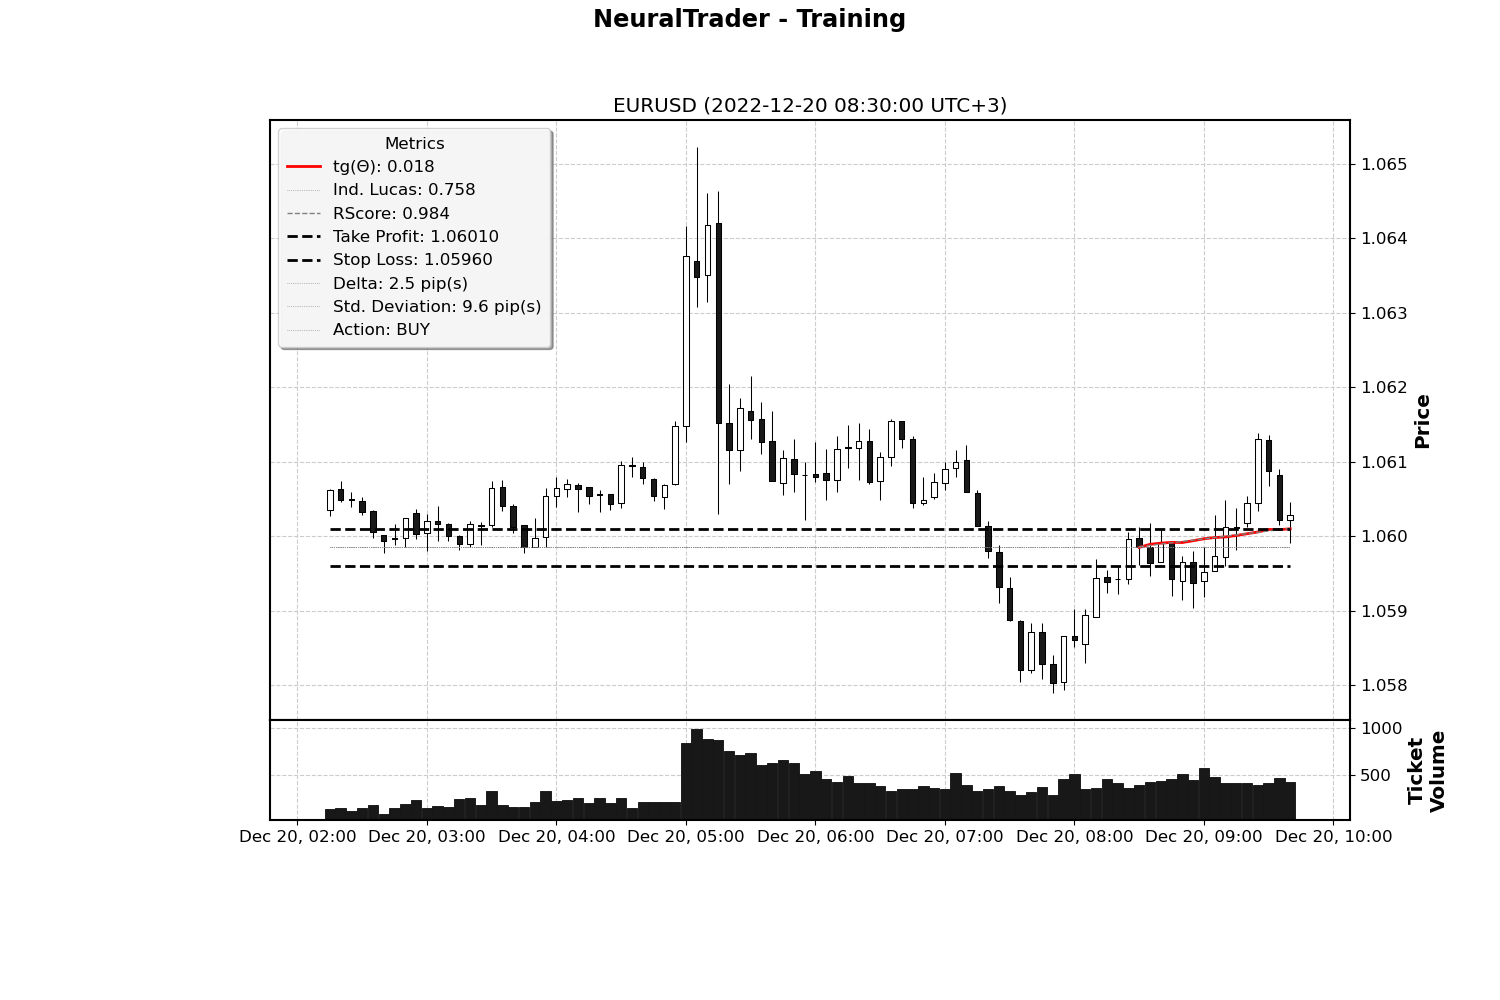 NeuralTrader - Training
EURUSD (2022-12-20 08:30:00 UTC+3)
Metrics
tg(Θ): 0.018
Ind. Lucas: 0.758
RScore: 0.984
Take Profit: 1.06010
Stop Loss: 1.05960
Delta: 2.5 pip(s)
Std. Deviation: 9.6 pip(s)
Action: BUY
1.065
1.064
1.063
1.062
1.061
1.060
1.059
1.058
Price
1000
500
Ticket
Volume
Dec 20, 02:00 Dec 20, 03:00 Dec 20, 04:00 Dec 20, 05:00 Dec 20, 06:00 Dec 20, 07:00 Dec 20, 08:00 Dec 20, 09:00 Dec 20, 10:00